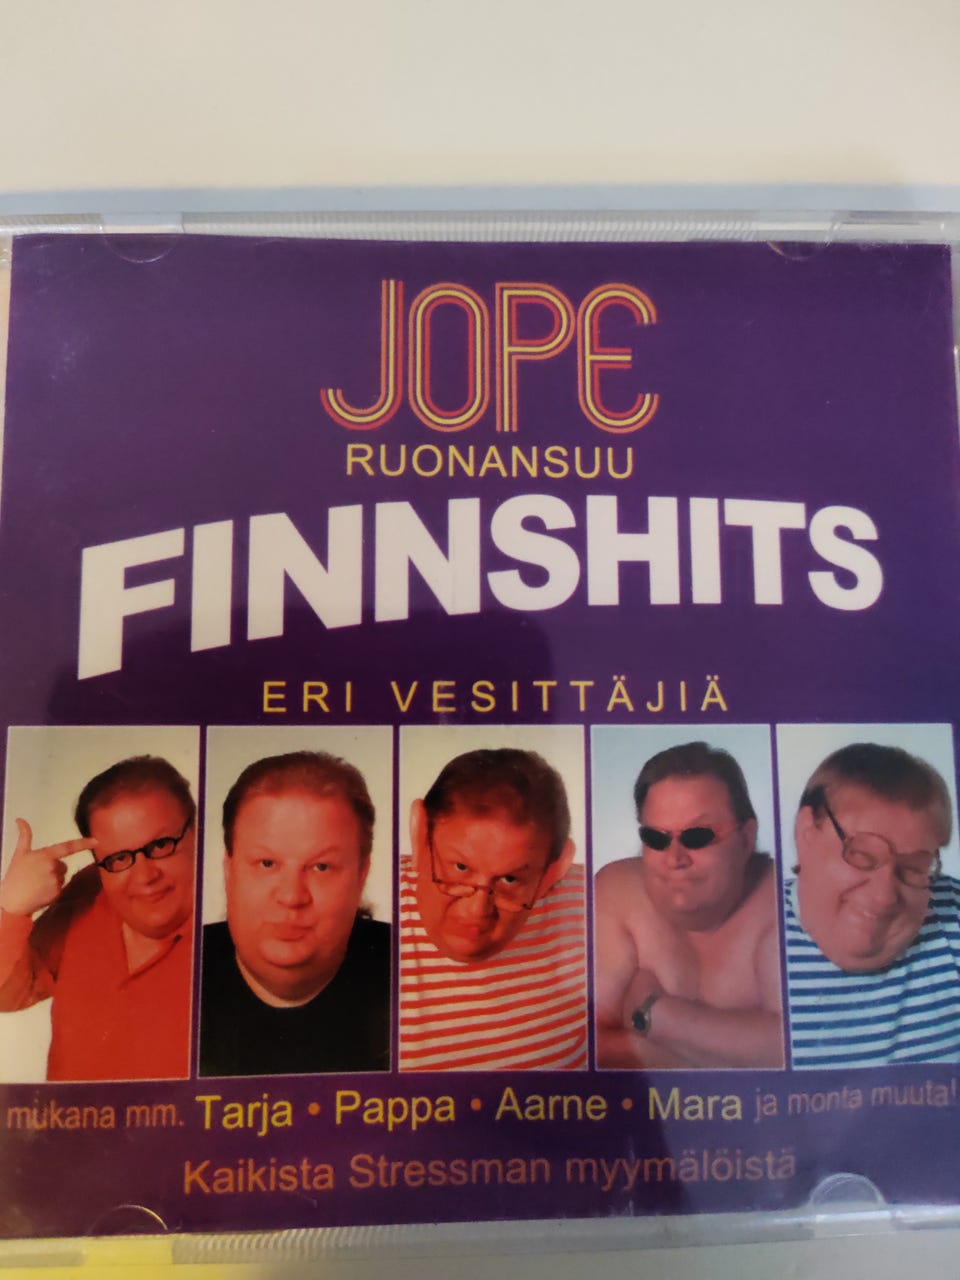 JOPE
RUONANSUU
FINNSHITS
ERI VESITTÄJIÄ
mukana mm. Tarja • Pappa • Aarne • Mara ja monta muuta!
Kaikista Stressman myymälöistä